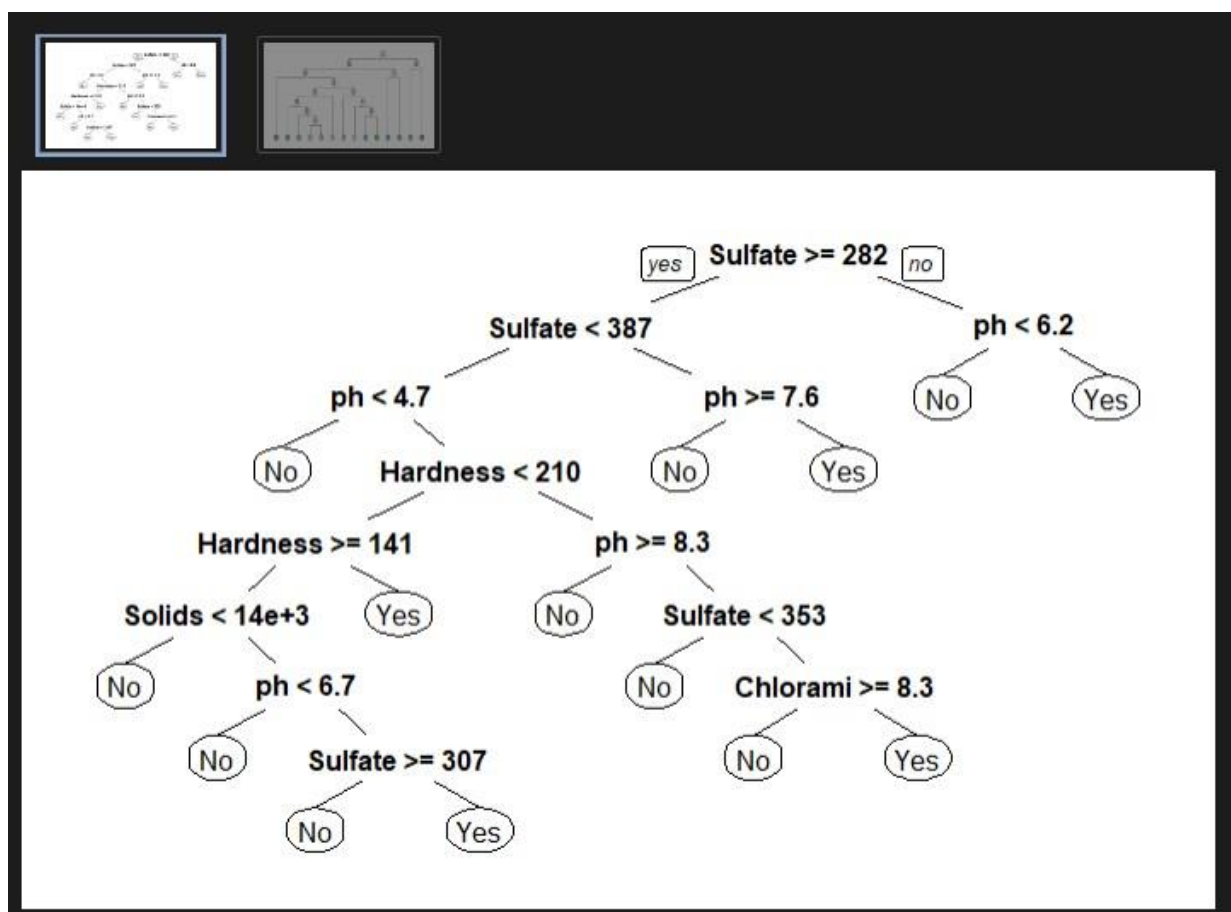 yes Sulfate >= 282 no
Sulfate < 387 ph < 6.2
ph < 4.7 ph >= 7.6 No Yes
No Hardness < 210 No Yes
Hardness >= 141 ph >= 8.3
Solids < 14e+3 Yes No Sulfate < 353
No ph < 6.7 No Chlorami >= 8.3
No Sulfate >= 307 No Yes
No Yes